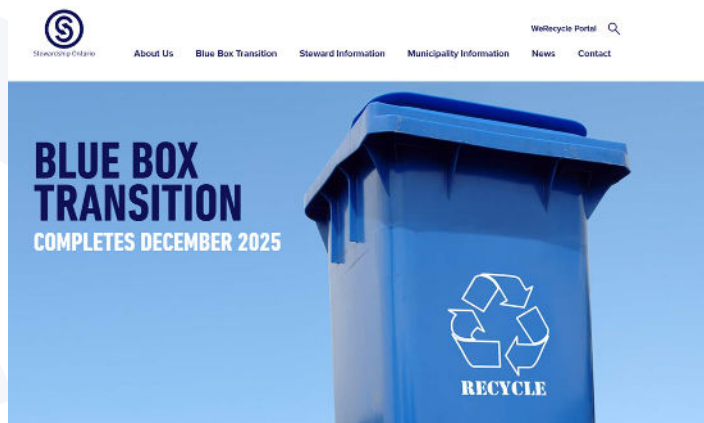 WeRecycle Portal
Stewardship Ontario
About Us Blue Box Transition Steward Information Municipality Information News Contact
BLUE BOX
TRANSITION
COMPLETES DECEMBER 2025
RECYCLE